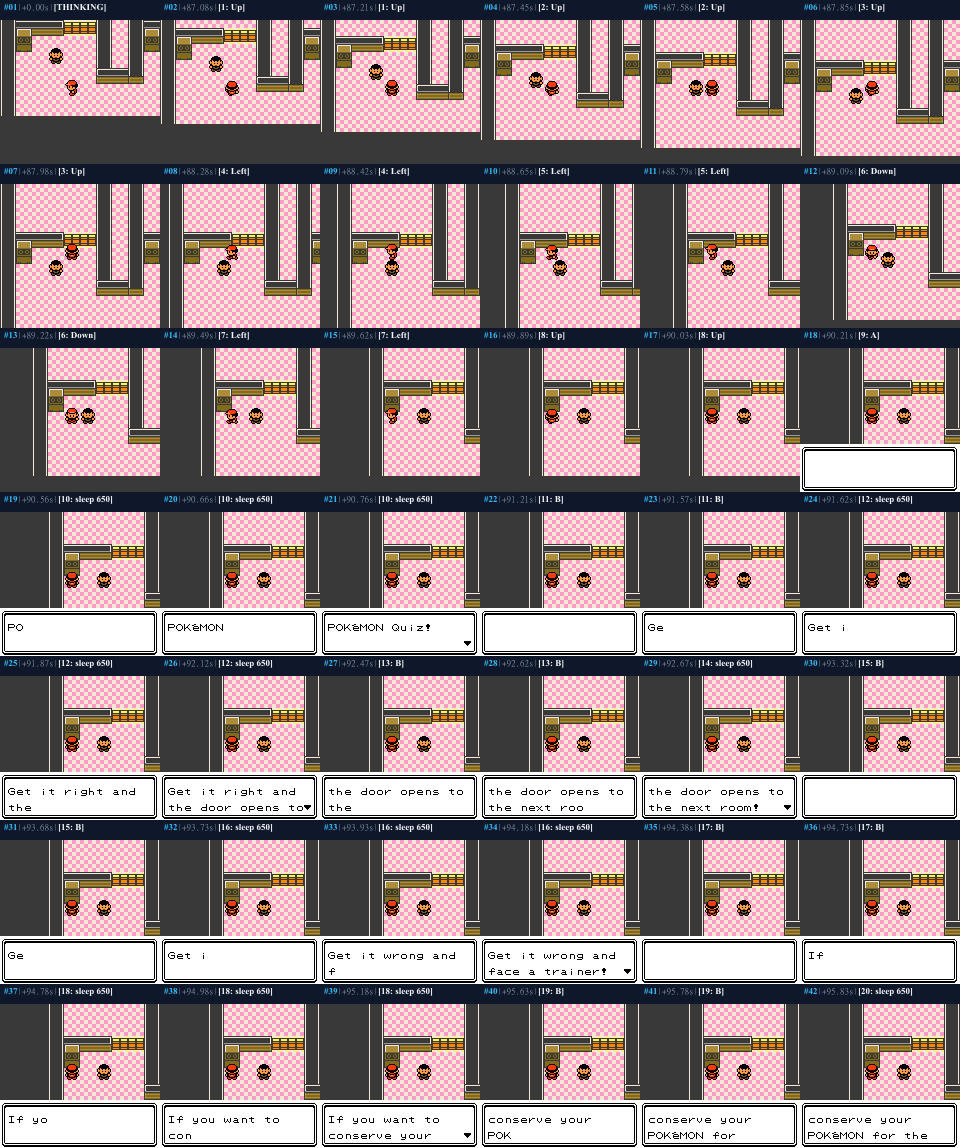 #01|+0.00s|[THINKING]
#02|+87.08s|[1: Up]
#03|+87.21s|[1: Up]
#04|+87.45s|[2: Up]
#05|+87.58s|[2: Up]
#06|+87.85s|[3: Up]
#07|+87.98s|[3: Up]
#08|+88.28s|[4: Left]
#09|+88.42s|[4: Left]
#10|+88.65s|[5: Left]
#11|+88.79s|[5: Left]
#12|+89.09s|[6: Down]
#13|+89.22s|[6: Down]
#14|+89.49s|[7: Left]
#15|+89.62s|[7: Left]
#16|+89.89s|[8: Up]
#17|+90.03s|[8: Up]
#18|+90.21s|[9: A]
#19|+90.56s|[10: sleep 650]
PO
#20|+90.66s|[10: sleep 650]
POKéMON
#21|+90.76s|[10: sleep 650]
POKéMON Quiz!
#22|+91.21s|[11: B]
#23|+91.57s|[11: B]
Ge
#24|+91.62s|[12: sleep 650]
Get i
#25|+91.87s|[12: sleep 650]
Get it right and
the
#26|+92.12s|[12: sleep 650]
Get it right and
the door opens to
#27|+92.47s|[13: B]
the door opens to
the
#28|+92.62s|[13: B]
the door opens to
the next roo
#29|+92.67s|[14: sleep 650]
the door opens to
the next room!
#30|+93.32s|[15: B]
#31|+93.68s|[15: B]
Ge
#32|+93.73s|[16: sleep 650]
Get i
#33|+93.93s|[16: sleep 650]
Get it wrong and
f
#34|+94.18s|[16: sleep 650]
Get it wrong and
face a trainer!
#35|+94.38s|[17: B]
#36|+94.73s|[17: B]
If
#37|+94.78s|[18: sleep 650]
If yo
#38|+94.98s|[18: sleep 650]
If you want to
con
#39|+95.18s|[18: sleep 650]
If you want to
conserve your
#40|+95.63s|[19: B]
conserve your
POK
#41|+95.78s|[19: B]
conserve your
POKéMON for
#42|+95.83s|[20: sleep 650]
conserve your
POKéMON for the